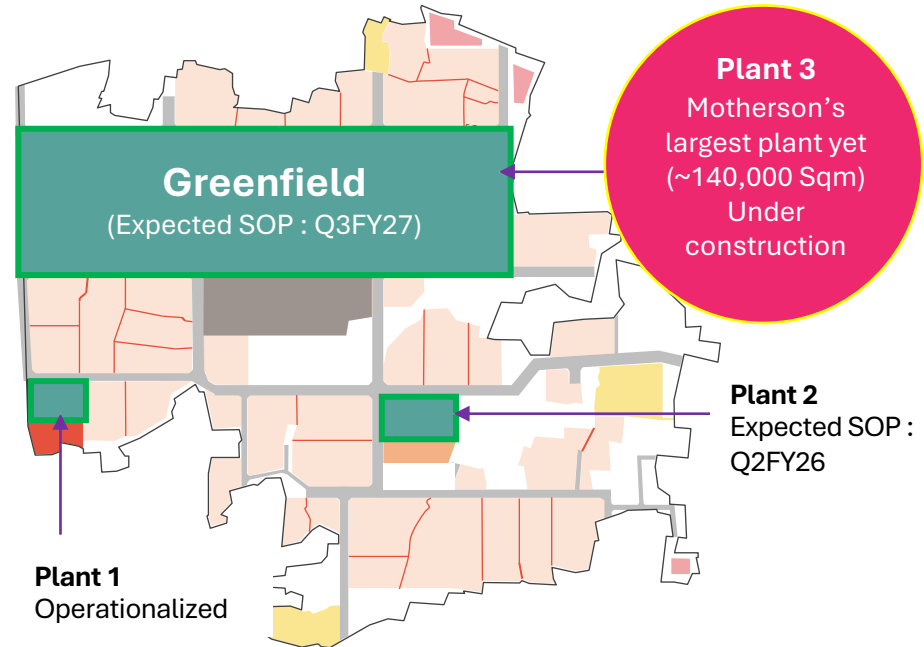 Plant 3
Motherson’s
largest plant yet
(~140,000 Sqm)
Under
construction
Greenfield
(Expected SOP : Q3FY27)
Plant 2
Expected SOP :
Q2FY26
Plant 1
Operationalized